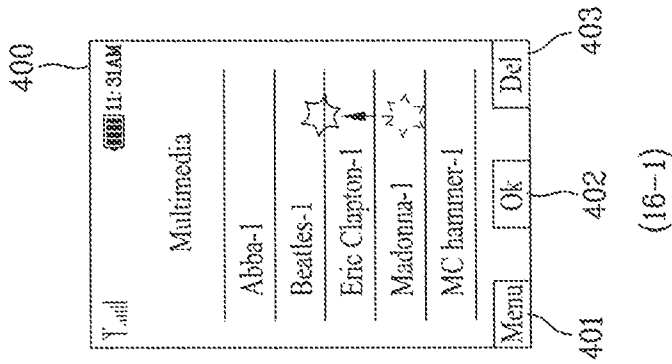 400
11:31AM
Multimedia
Abba-1
Beatles-1
Eric Clapton-1
Madonna-1
MC hammer-1
Menu Ok Del
401 402 403
(16-1)